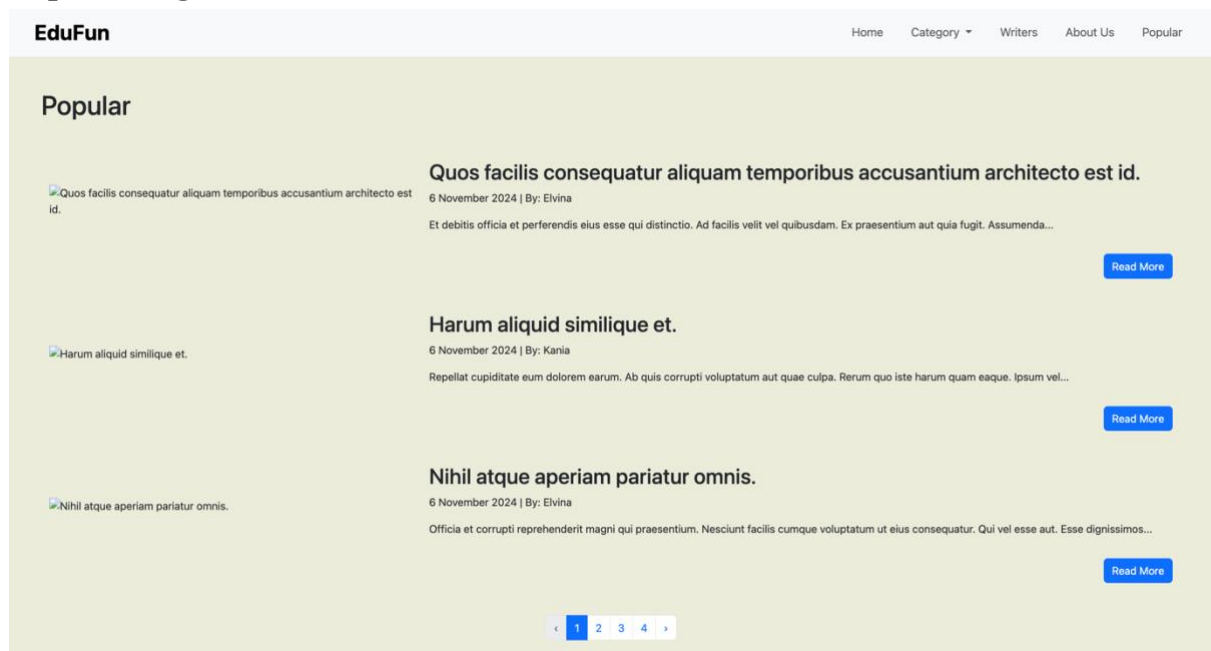 EduFun
Home Category Writers About Us Popular
Popular
Quos facilis consequatur aliquam temporibus accusantium architecto est
id.
Quos facilis consequatur aliquam temporibus accusantium architecto est id.
6 November 2024 | By: Elvina
Et debitis officia et perferendis eius esse qui distinctio. Ad facilis velit vel quibusdam. Ex praesentium aut quia fugit. Assumenda...
Read More
Harum aliquid similique et.
Harum aliquid similique et.
6 November 2024 | By: Kania
Repellat cupiditate eum dolorem earum. Ab quis corrupti voluptatum aut quae culpa. Rerum quo iste harum quam eaque. Ipsum vel...
Read More
Nihil atque aperiam pariatur omnis.
Nihil atque aperiam pariatur omnis.
6 November 2024 | By: Elvina
Officia et corrupti reprehenderit magni qui praesentium. Nesciunt facilis cumque voluptatum ut eius consequatur. Qui vel esse aut. Esse dignissimos...
Read More
‹ 1 2 3 4 ›